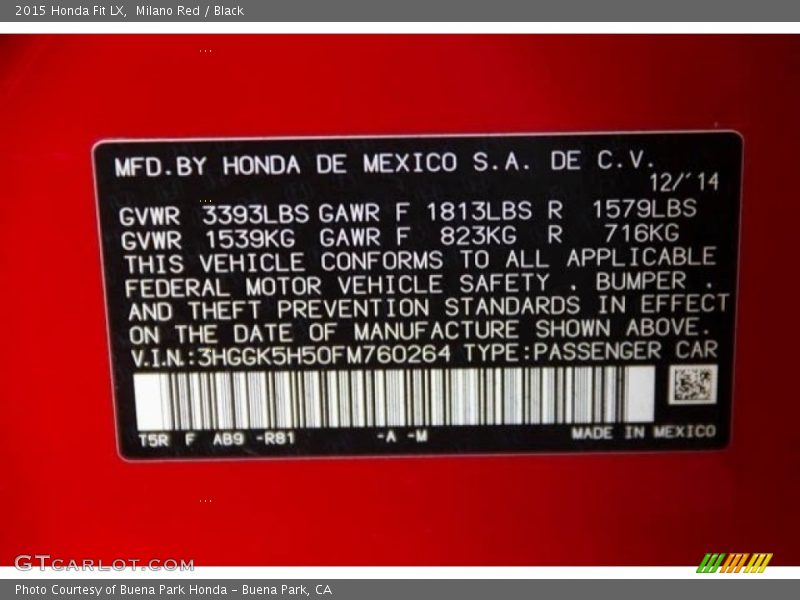 2015 Honda Fit LX,  Milano Red / Black
MFD.BY HONDA DE MEXICO S.A. DE C.V.
12/´14
GVWR 3393LBS GAWR F 1813LBS R 1579LBS
GVWR 1539KG GAWR F 823KG R 716KG
THIS VEHICLE CONFORMS TO ALL APPLICABLE
FEDERAL MOTOR VEHICLE SAFETY . BUMPER .
AND THEFT PREVENTION STANDARDS IN EFFECT
ON THE DATE OF MANUFACTURE SHOWN ABOVE.
V.I.N.:3HGGK5H50FM760264 TYPE:PASSENGER CAR
T5R F AB9 -R81 -A -M MADE IN MEXICO
GTCARLOT.COM
Photo Courtesy of Buena Park Honda – Buena Park, CA